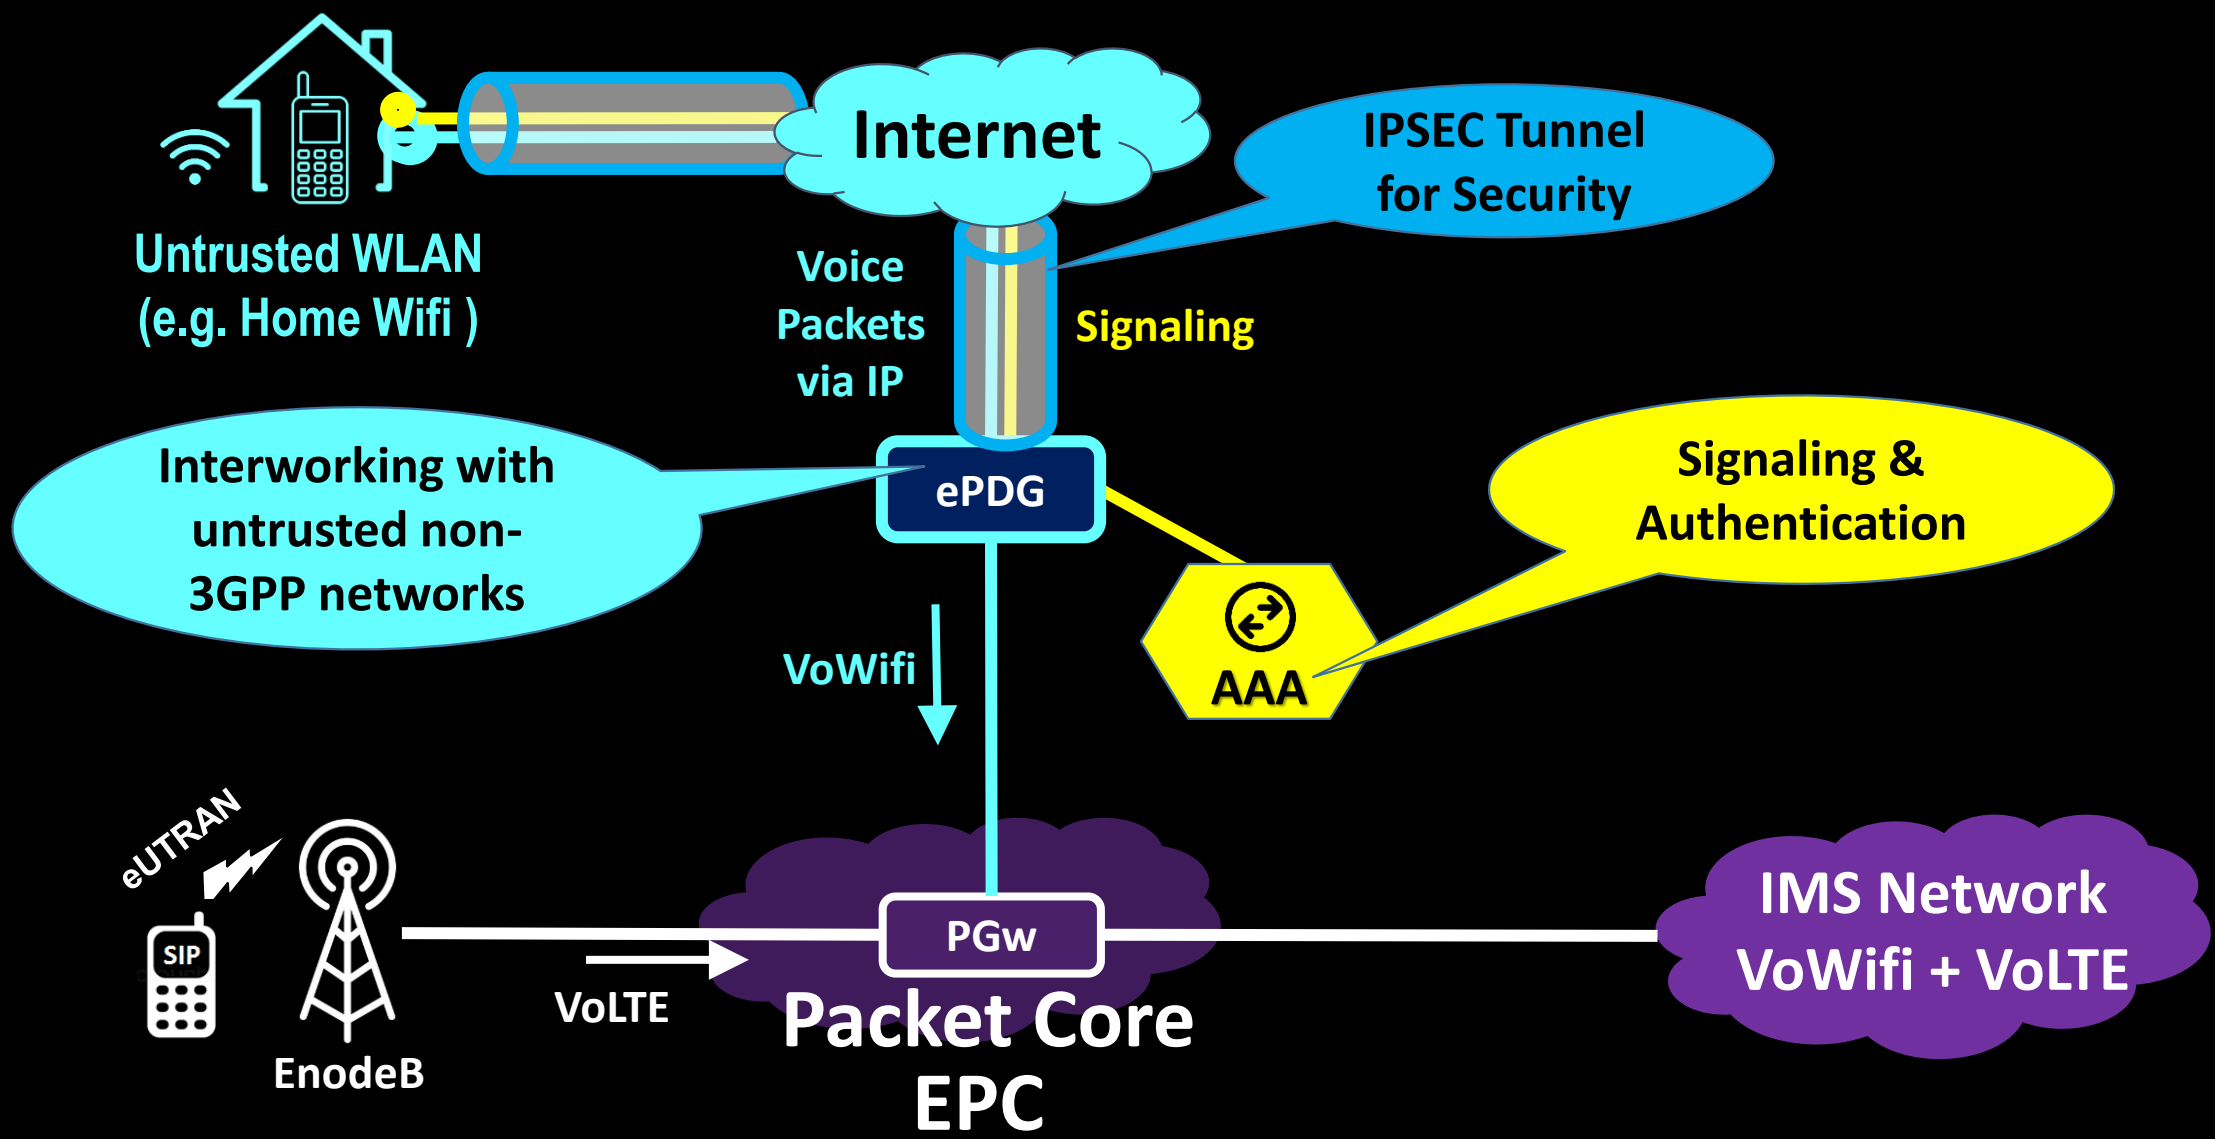 Internet
IPSEC Tunnel
for Security
Untrusted WLAN
(e.g. Home Wifi )
Voice
Packets
via IP
Signaling
Interworking with
untrusted non-
3GPP networks
ePDG
Signaling &
Authentication
AAA
VoWifi
eUTRAN
SIP
EnodeB
VoLTE
PGw
Packet Core
EPC
IMS Network
VoWifi + VoLTE